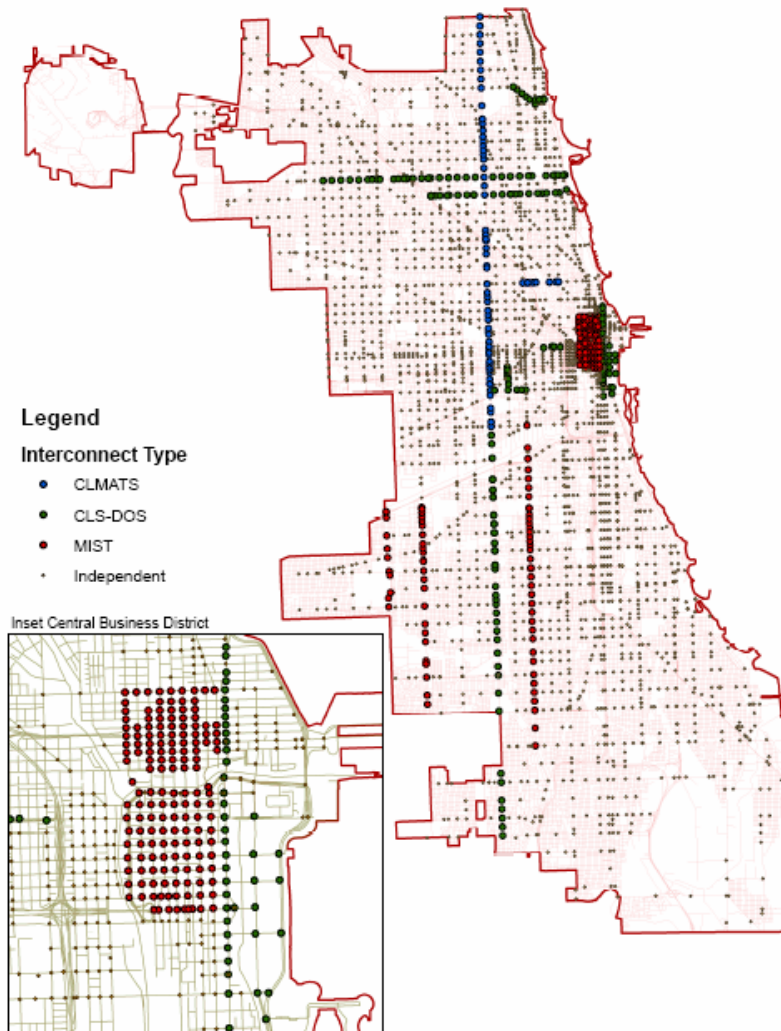 Legend
Interconnect Type
CLMATS
CLS-DOS
MIST
Independent
Inset Central Business District